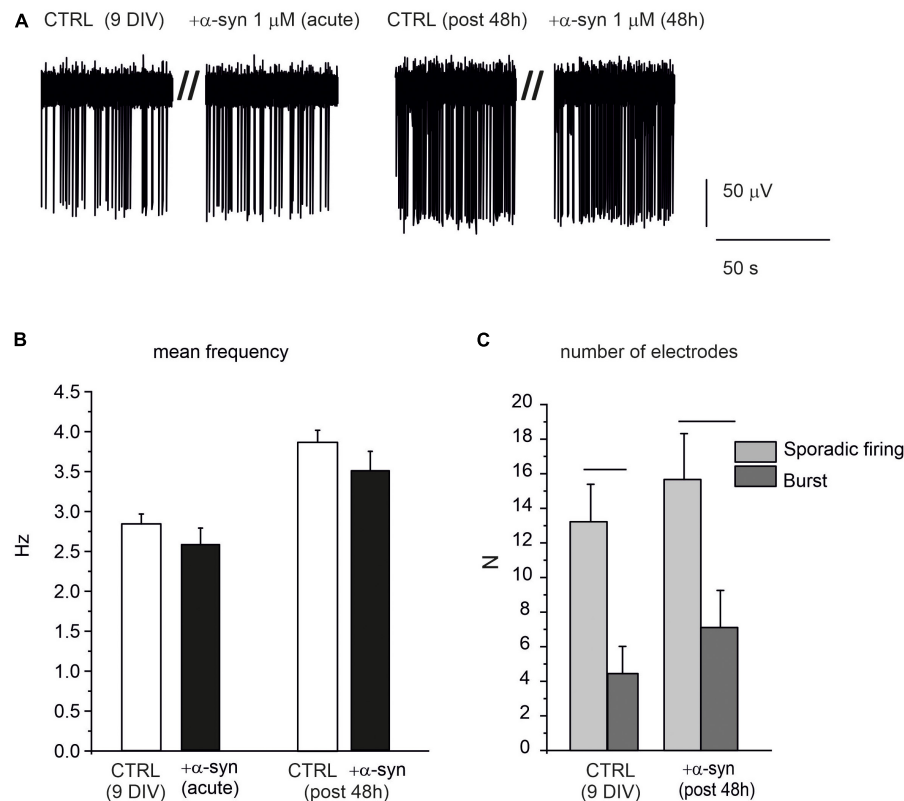 A CTRL (9 DIV) +α-syn 1 μM (acute) CTRL (post 48h) +α-syn 1 μM (48h)
//
//
50 μV
50 s
B
mean frequency
4.5
4.0
3.5
3.0
2.5
2.0
1.5
1.0
0.5
0.0
Hz
CTRL +α-syn CTRL +α-syn
(9 DIV) (acute) (post 48h)
C
number of electrodes
20
18
16
14
12
10
8
6
4
2
0
N
Sporadic firing
Burst
CTRL +α-syn
(9 DIV) (post 48h)